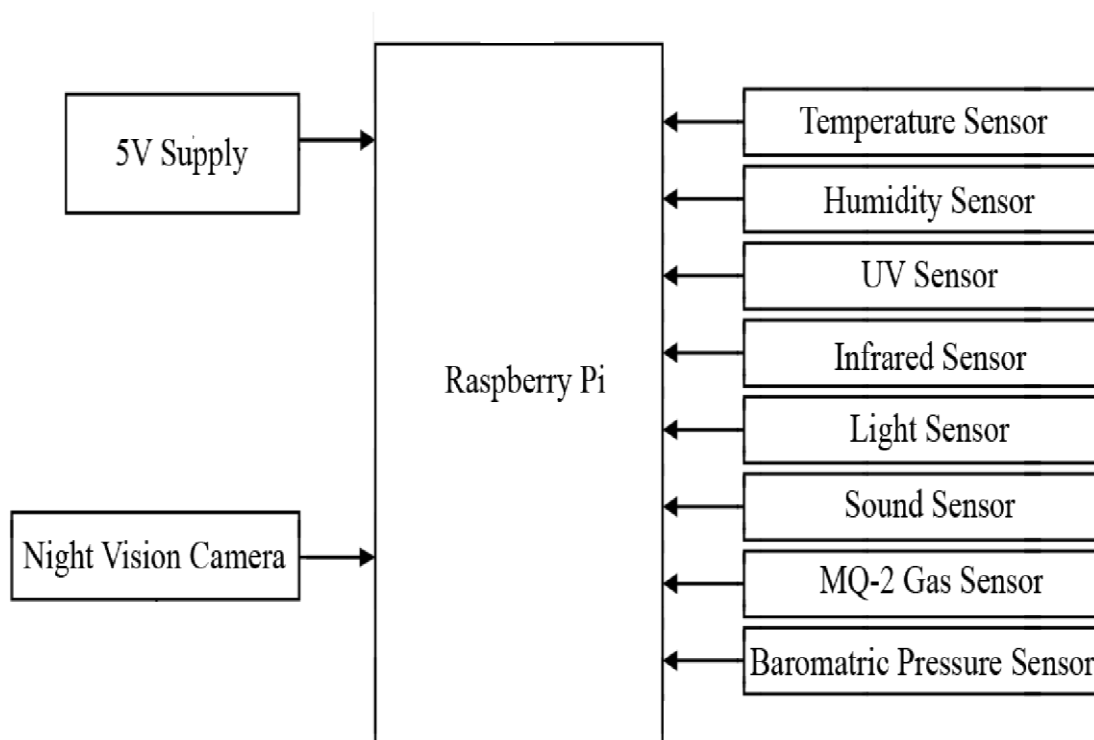 5V Supply
Night Vision Camera
Raspberry Pi
Temperature Sensor
Humidity Sensor
UV Sensor
Infrared Sensor
Light Sensor
Sound Sensor
MQ-2 Gas Sensor
Baromatric Pressure Sensor